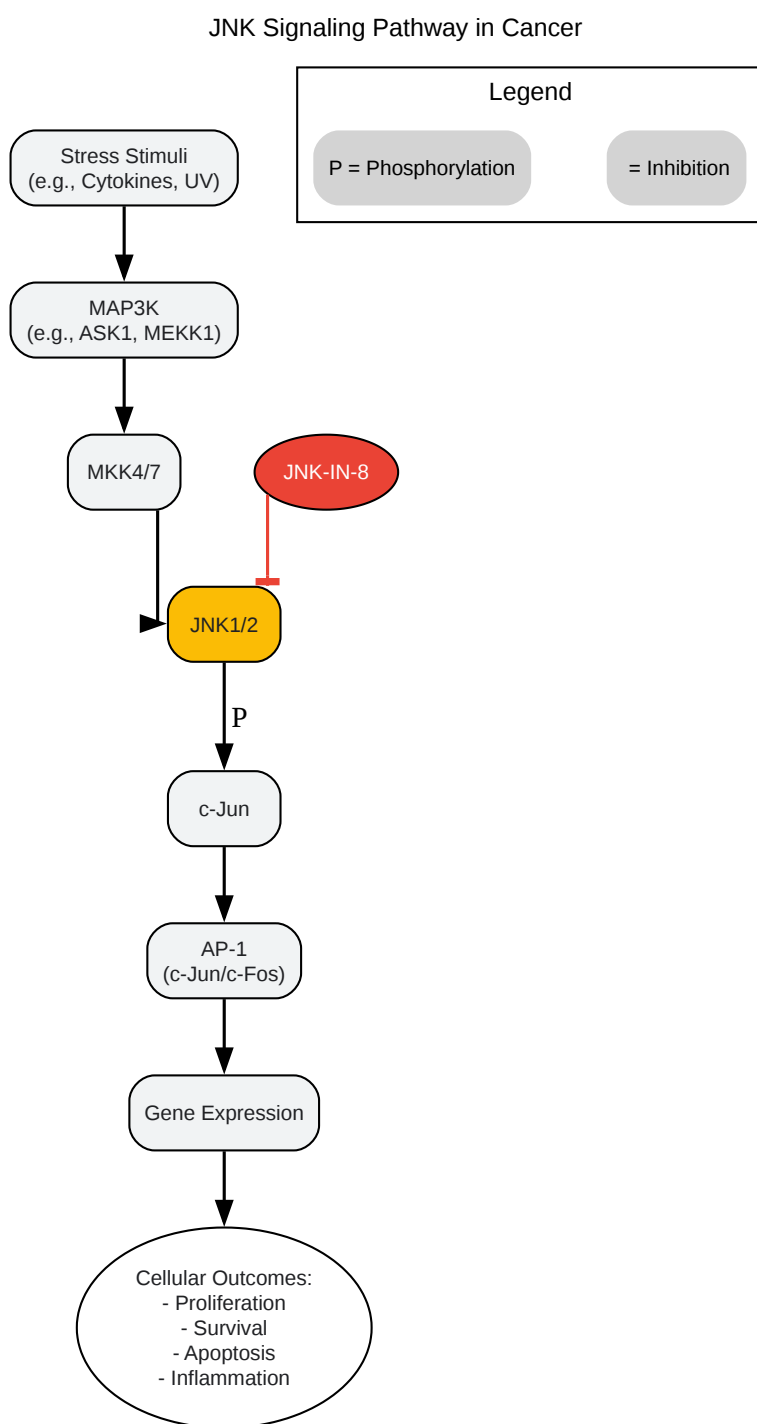 JNK Signaling Pathway in Cancer
Legend
P = Phosphorylation
= Inhibition
Stress Stimuli
(e.g., Cytokines, UV)
MAP3K
(e.g., ASK1, MEKK1)
MKK4/7
JNK-IN-8
JNK1/2
P
c-Jun
AP-1
(c-Jun/c-Fos)
Gene Expression
Cellular Outcomes:
- Proliferation
- Survival
- Apoptosis
- Inflammation